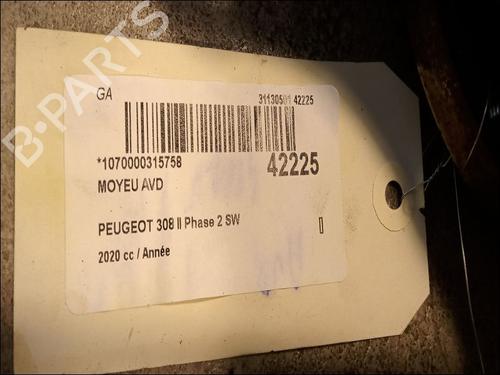 B-PARTS
GA
31130501 42225
*1070000315758
42225
MOYEU AVD
PEUGEOT 308 II Phase 2 SW
2020 cc / Année